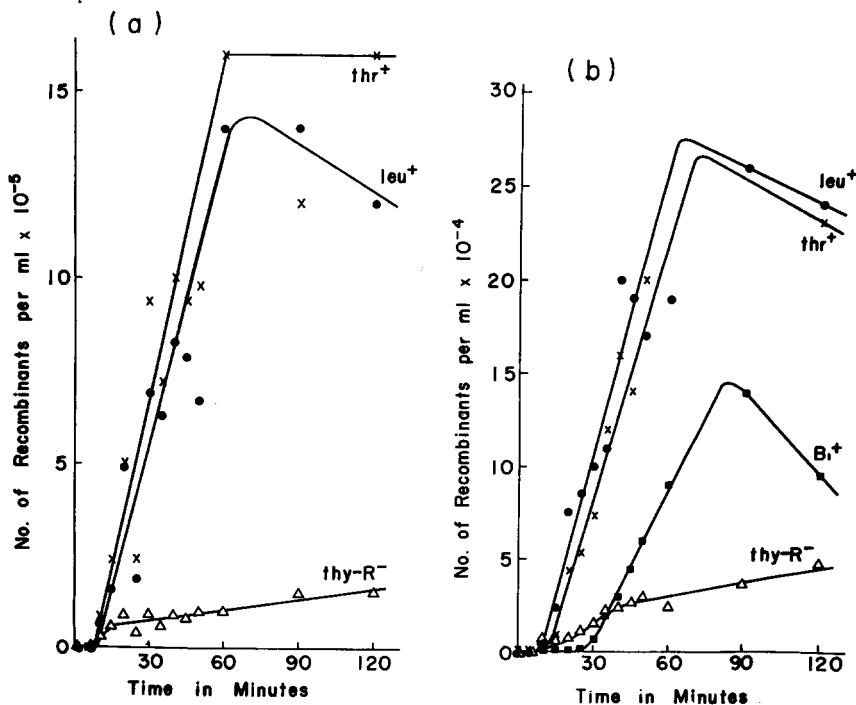 (a)
No. of Recombinants per ml x 10⁻⁵
15
10
5
0
30
60
90
120
Time in Minutes
thr⁺
leu⁺
thy-R⁻
(b)
No. of Recombinants per ml x 10⁻⁴
30
25
20
15
10
5
0
30
60
90
120
Time in Minutes
leu⁺
thr⁺
B₁⁺
thy-R⁻